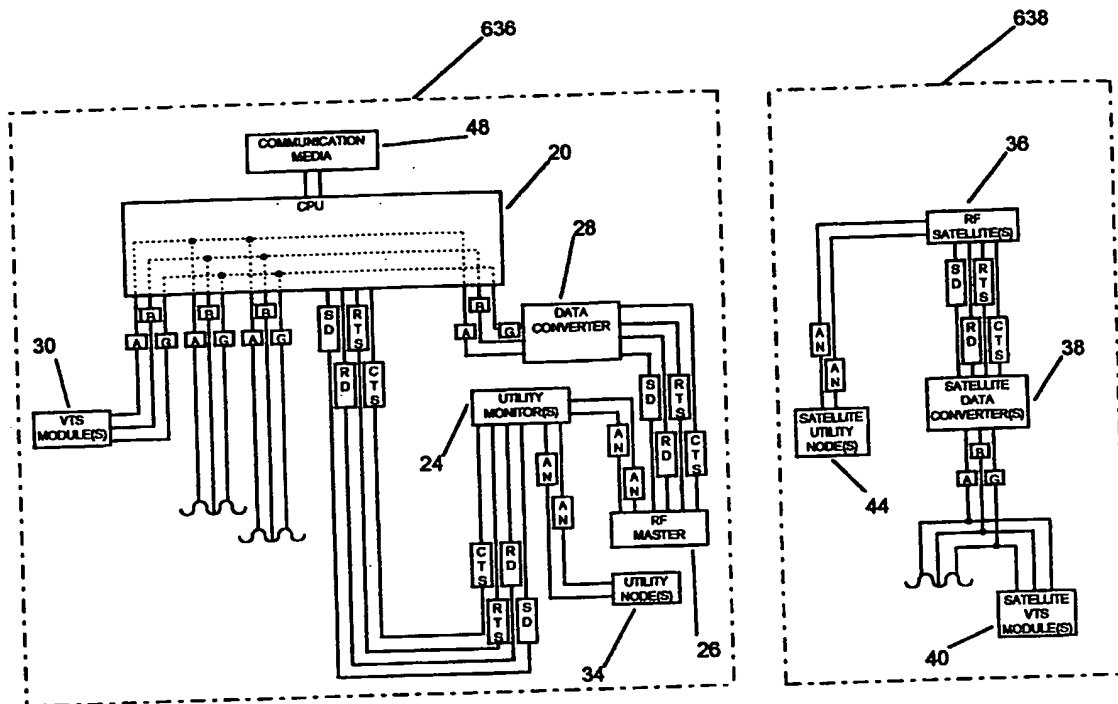 636
638
COMMUNICATION
MEDIA
48
20
36
CPU
28
RF
SATELLITE(S)
B
DATA
CONVERTER
A
G
SD
RD
RTS
CTS
B
A
G
B
A
G
B
A
G
SD
RD
RTS
CTS
30
VTS
MODULE(S)
UTILITY
MONITOR(S)
24
AN
AN
AN
AN
SD
RD
RTS
CTS
RF
MASTER
CTS
RTS
RD
SD
UTILITY
NODE(S)
34
26
AN
AN
SATELLITE
UTILITY
NODE(S)
44
SATELLITE
DATA
CONVERTER(S)
38
B
A
G
SATELLITE
VTS
MODULE(S)
40